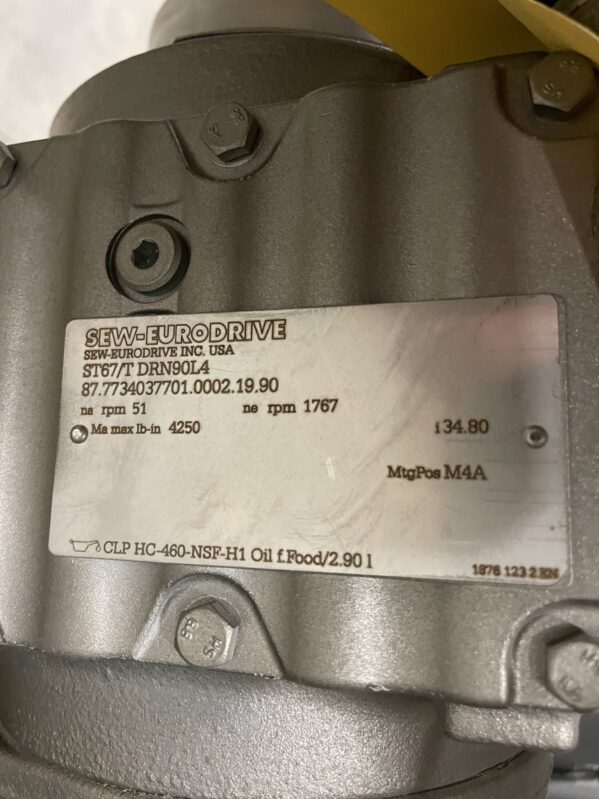 SEW-EURODRIVE
SEW-EURODRIVE INC. USA
ST67/T DRN90L4
87.7734037701.0002.19.90
na rpm 51 ne rpm 1767
Ma max lb-in 4250 i 34.80
MtgPos M4A
CLP HC-460-NSF-H1 Oil f.Food/2.90 l
1876 123 2 EN